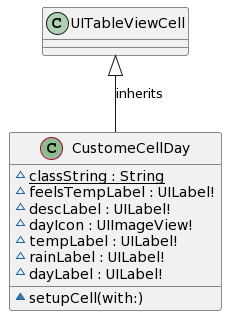 C UITableViewCell
inherits
C CustomeCellDay
classString : String
feelsTempLabel : UILabel!
descLabel : UILabel!
dayIcon : UIImageView!
tempLabel : UILabel!
rainLabel : UILabel!
dayLabel : UILabel!
setupCell(with:)